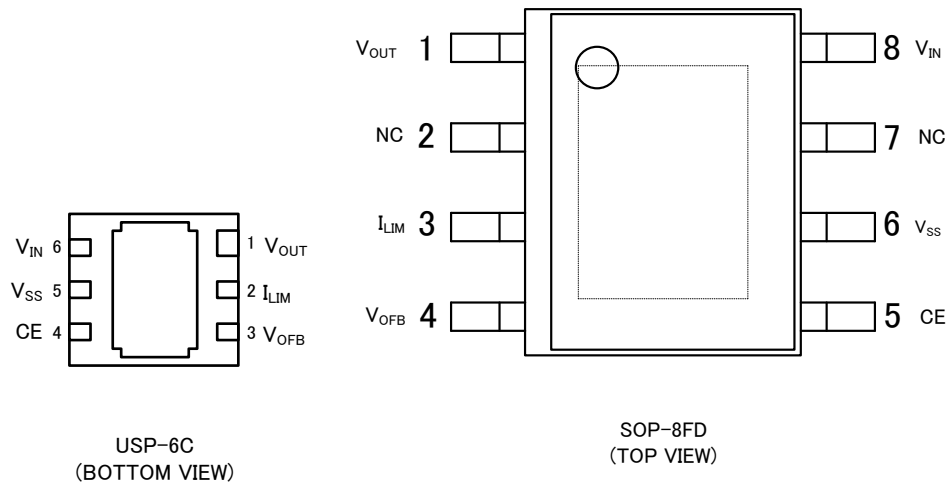 V_IN 6 1 V_OUT
V_SS 5 2 I_LIM
CE 4 3 V_OFB
USP-6C
(BOTTOM VIEW)
V_OUT 1 8 V_IN
NC 2 7 NC
I_LIM 3 6 V_SS
V_OFB 4 5 CE
SOP-8FD
(TOP VIEW)